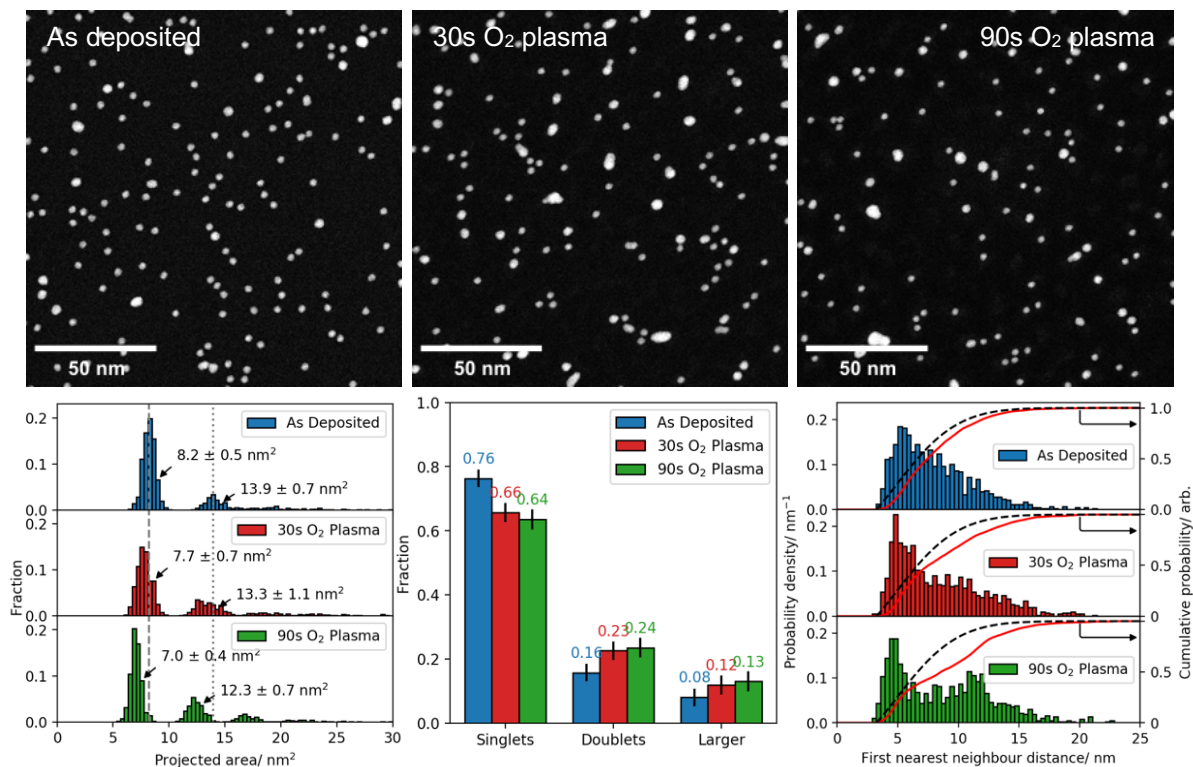 As deposited
30s O₂ plasma
90s O₂ plasma
50 nm
50 nm
50 nm
0.2
0.1
0.0
0.2
0.1
0.0
0.2
0.1
0.0
Fraction
As Deposited
8.2 ± 0.5 nm²
13.9 ± 0.7 nm²
30s O₂ Plasma
7.7 ± 0.7 nm²
13.3 ± 1.1 nm²
90s O₂ Plasma
7.0 ± 0.4 nm²
12.3 ± 0.7 nm²
0 5 10 15 20 25 30
Projected area/ nm²
1.0
0.8
0.6
0.4
0.2
0.0
Fraction
As Deposited
30s O₂ Plasma
90s O₂ Plasma
0.76
0.66
0.64
0.16
0.23
0.24
0.08
0.12
0.13
Singlets Doublets Larger
0.2
0.1
0.0
0.2
0.1
0.0
0.2
0.1
0.0
Probability density/ nm⁻¹
As Deposited
30s O₂ Plasma
90s O₂ Plasma
1.0
0.5
0.0
0.5
0
0.5
0
Cumulative probability/ arb.
0 5 10 15 20 25
First nearest neighbour distance/ nm